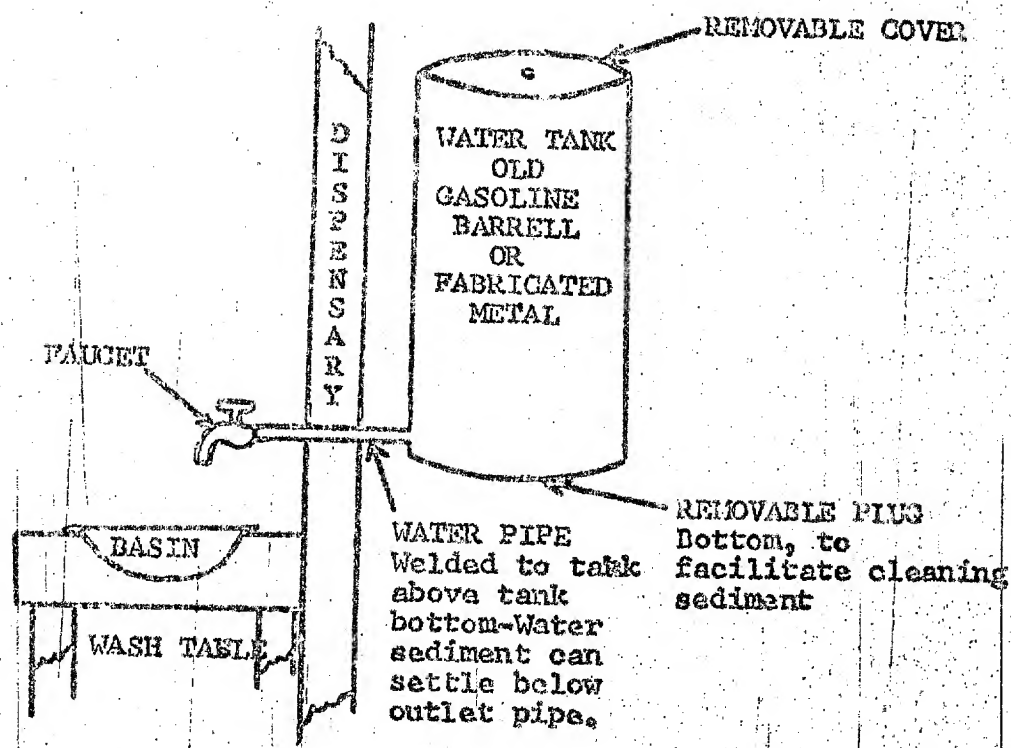 REMOVABLE COVER
WATER TANK
OLD
GASOLINE
BARRELL
OR
FABRICATED
METAL
DISPENSARY
FAUCET
BASIN
WASH TABLE
WATER PIPE
Welded to tank
above tank
bottom-Water
sediment can
settle below
outlet pipe.
REMOVABLE PLUG
Bottom, to
facilitate cleaning
sediment